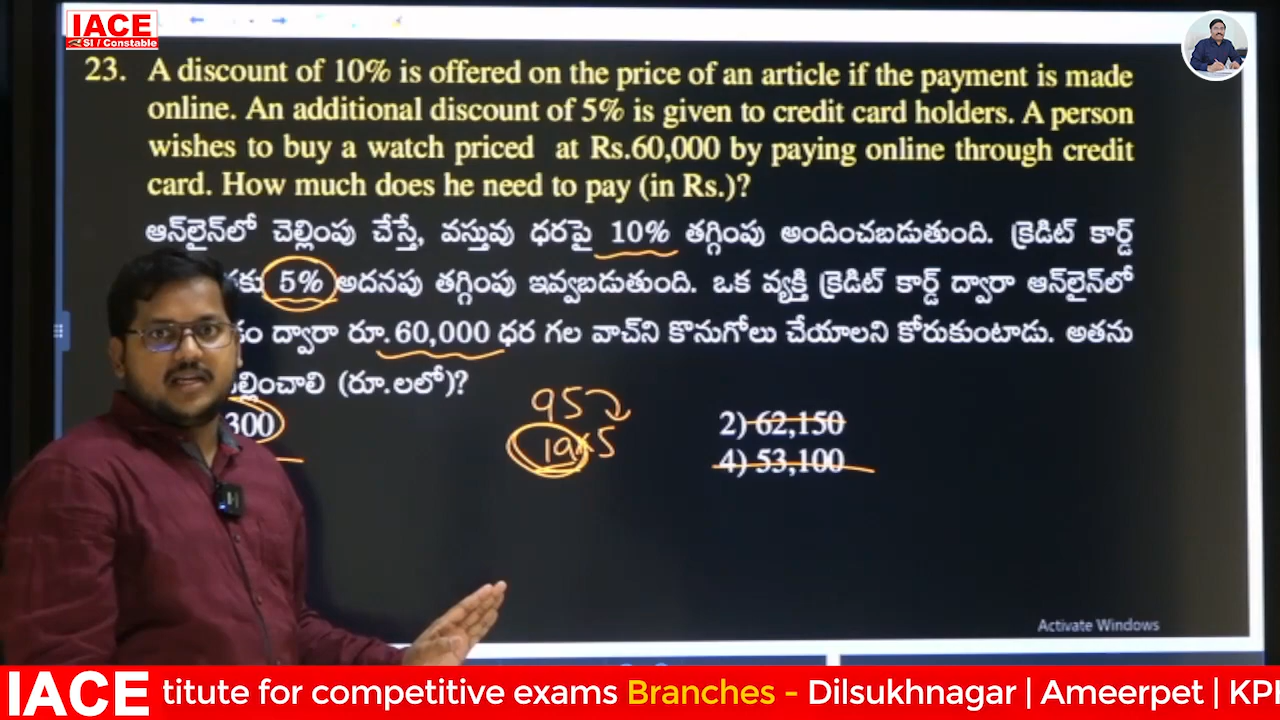 IACE
SI / Constable
23. A discount of 10% is offered on the price of an article if the payment is made
online. An additional discount of 5% is given to credit card holders. A person
wishes to buy a watch priced at Rs.60,000 by paying online through credit
card. How much does he need to pay (in Rs.)?
ఆన్‌లైన్‌లో చెల్లింపు చేస్తే, వస్తువు ధరపై 10% తగ్గింపు అందించబడుతుంది. క్రెడిట్ కార్డ్
5% అదనపు తగ్గింపు ఇవ్వబడుతుంది. ఒక వ్యక్తి క్రెడిట్ కార్డ్ ద్వారా ఆన్‌లైన్‌లో
ద్వారా రూ.60,000 ధర గల వాచ్‌ని కొనుగోలు చేయాలని కోరుకుంటాడు. అతను
(రూ.లలో)?
95
300 2) 62,150
19x5
4) 53,100
Activate Windows
IACE titute for competitive exams Branches - Dilsukhnagar | Ameerpet |